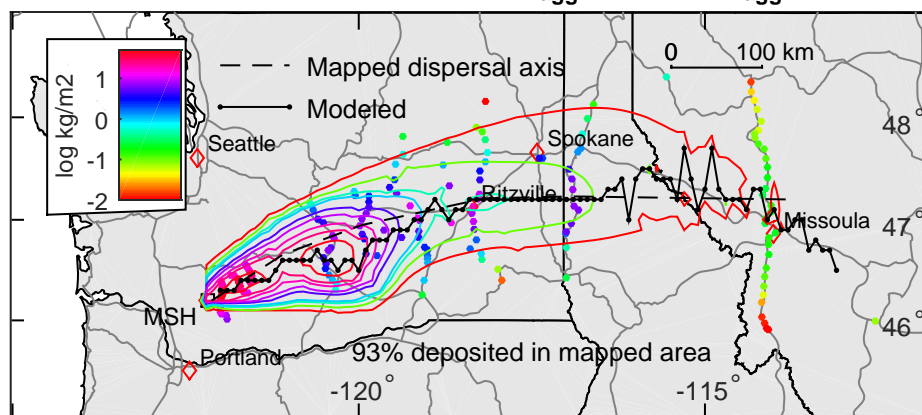 log kg/m2
1
0
-1
-2
Mapped dispersal axis
Modeled
0 100 km
Seattle
Spokane
48°
Ritzville
Missoula
47°
MSH
46°
Portland
93% deposited in mapped area
-120° -115°